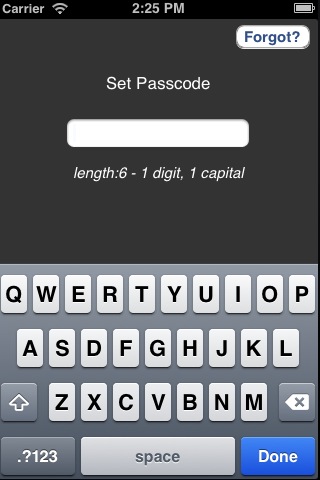 Carrier 2:25 PM
Forgot?
Set Passcode
length:6 - 1 digit, 1 capital
Q W E R T Y U I O P
A S D F G H J K L
Z X C V B N M
.?123 space Done